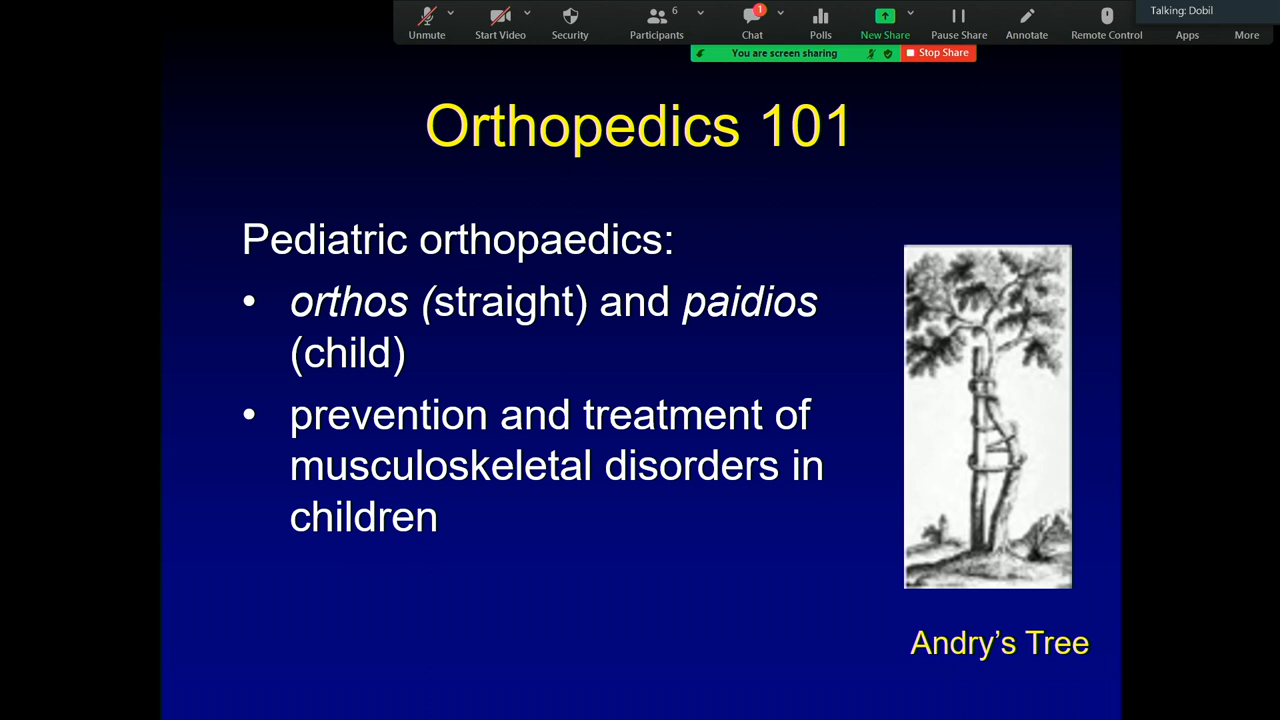 6
1
Talking: Dobil
Unmute
Start Video
Security
Participants
Chat
Polls
New Share
Pause Share
Annotate
Remote Control
Apps
More
You are screen sharing
Stop Share
Orthopedics 101
Pediatric orthopaedics:
• orthos (straight) and paidios
(child)
• prevention and treatment of
musculoskeletal disorders in
children
Andry’s Tree